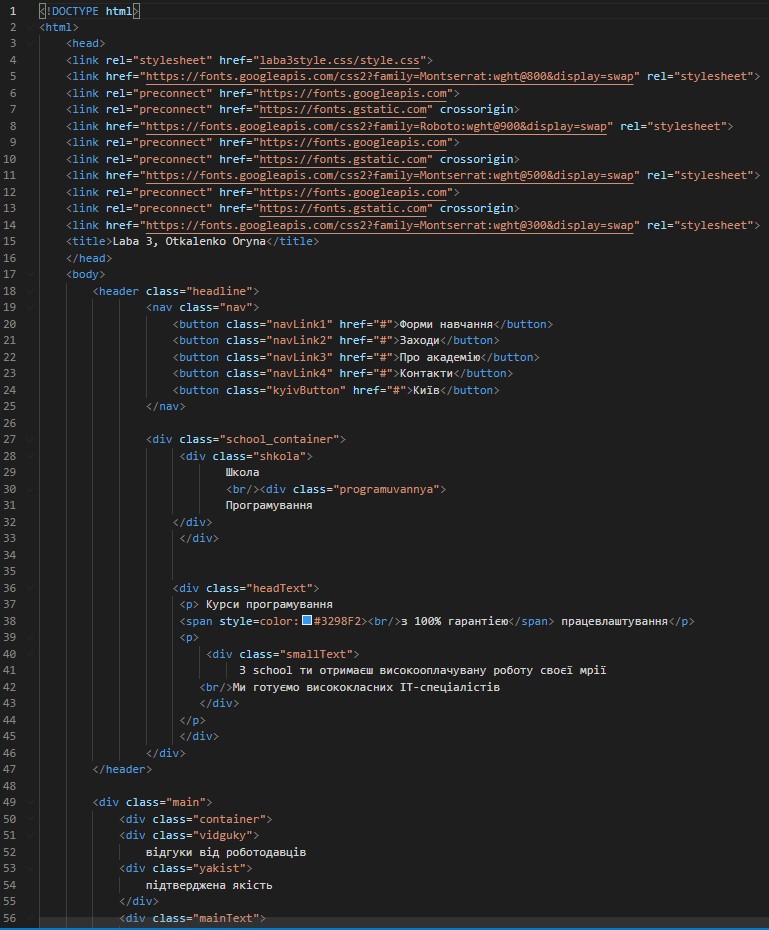 1 <!DOCTYPE html>
2 <html>
3 <head>
4 <link rel="stylesheet" href="laba3style.css/style.css">
5 <link href="https://fonts.googleapis.com/css2?family=Montserrat:wght@800&display=swap" rel="stylesheet">
6 <link rel="preconnect" href="https://fonts.googleapis.com">
7 <link rel="preconnect" href="https://fonts.gstatic.com" crossorigin>
8 <link href="https://fonts.googleapis.com/css2?family=Roboto:wght@900&display=swap" rel="stylesheet">
9 <link rel="preconnect" href="https://fonts.googleapis.com">
10 <link rel="preconnect" href="https://fonts.gstatic.com" crossorigin>
11 <link href="https://fonts.googleapis.com/css2?family=Montserrat:wght@500&display=swap" rel="stylesheet">
12 <link rel="preconnect" href="https://fonts.googleapis.com">
13 <link rel="preconnect" href="https://fonts.gstatic.com" crossorigin>
14 <link href="https://fonts.googleapis.com/css2?family=Montserrat:wght@300&display=swap" rel="stylesheet">
15 <title>Laba 3, Otkalenko Oryna</title>
16 </head>
17 <body>
18 <header class="headline">
19 <nav class="nav">
20 <button class="navLink1" href="#">Форми навчання</button>
21 <button class="navLink2" href="#">Заходи</button>
22 <button class="navLink3" href="#">Про академію</button>
23 <button class="navLink4" href="#">Контакти</button>
24 <button class="kyivButton" href="#">Київ</button>
25 </nav>
26
27 <div class="school_container">
28 <div class="shkola">
29 Школа
30 <br/><div class="programuvannya">
31 Програмування
32 </div>
33 </div>
34
35
36 <div class="headText">
37 <p> Курси програмування
38 <span style=color:#3298F2><br/>з 100% гарантією</span> працевлаштування</p>
39 <p>
40 <div class="smallText">
41 З school ти отримаєш високооплачувану роботу своєї мрії
42 <br/>Ми готуємо висококласних IT-спеціалістів
43 </div>
44 </p>
45 </div>
46 </div>
47 </header>
48
49 <div class="main">
50 <div class="container">
51 <div class="vidguky">
52 відгуки від роботодавців
53 <div class="yakist">
54 підтверджена якість
55 </div>
56 <div class="mainText">